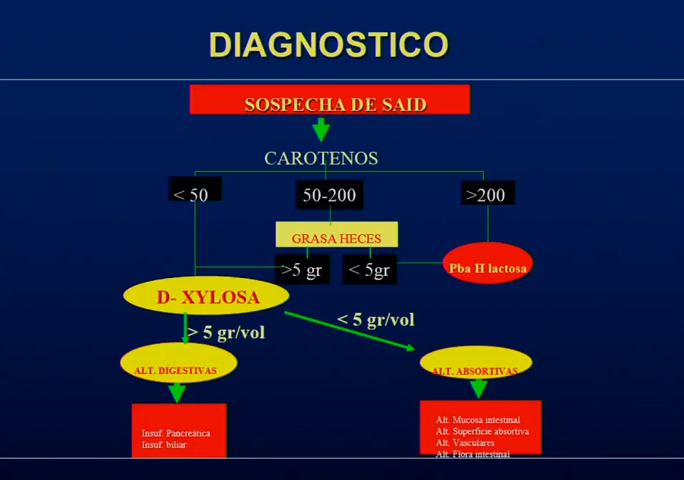 DIAGNOSTICO
SOSPECHA DE SAID
CAROTENOS
< 50
50-200
>200
GRASA HECES
>5 gr
< 5gr
Pba H lactosa
D- XYLOSA
> 5 gr/vol
< 5 gr/vol
ALT. DIGESTIVAS
ALT. ABSORTIVAS
Insuf. Pancreática
Insuf. biliar
Alt. Mucosa intestinal
Alt. Superficie absortiva
Alt. Vasculares
Alt. Flora intestinal